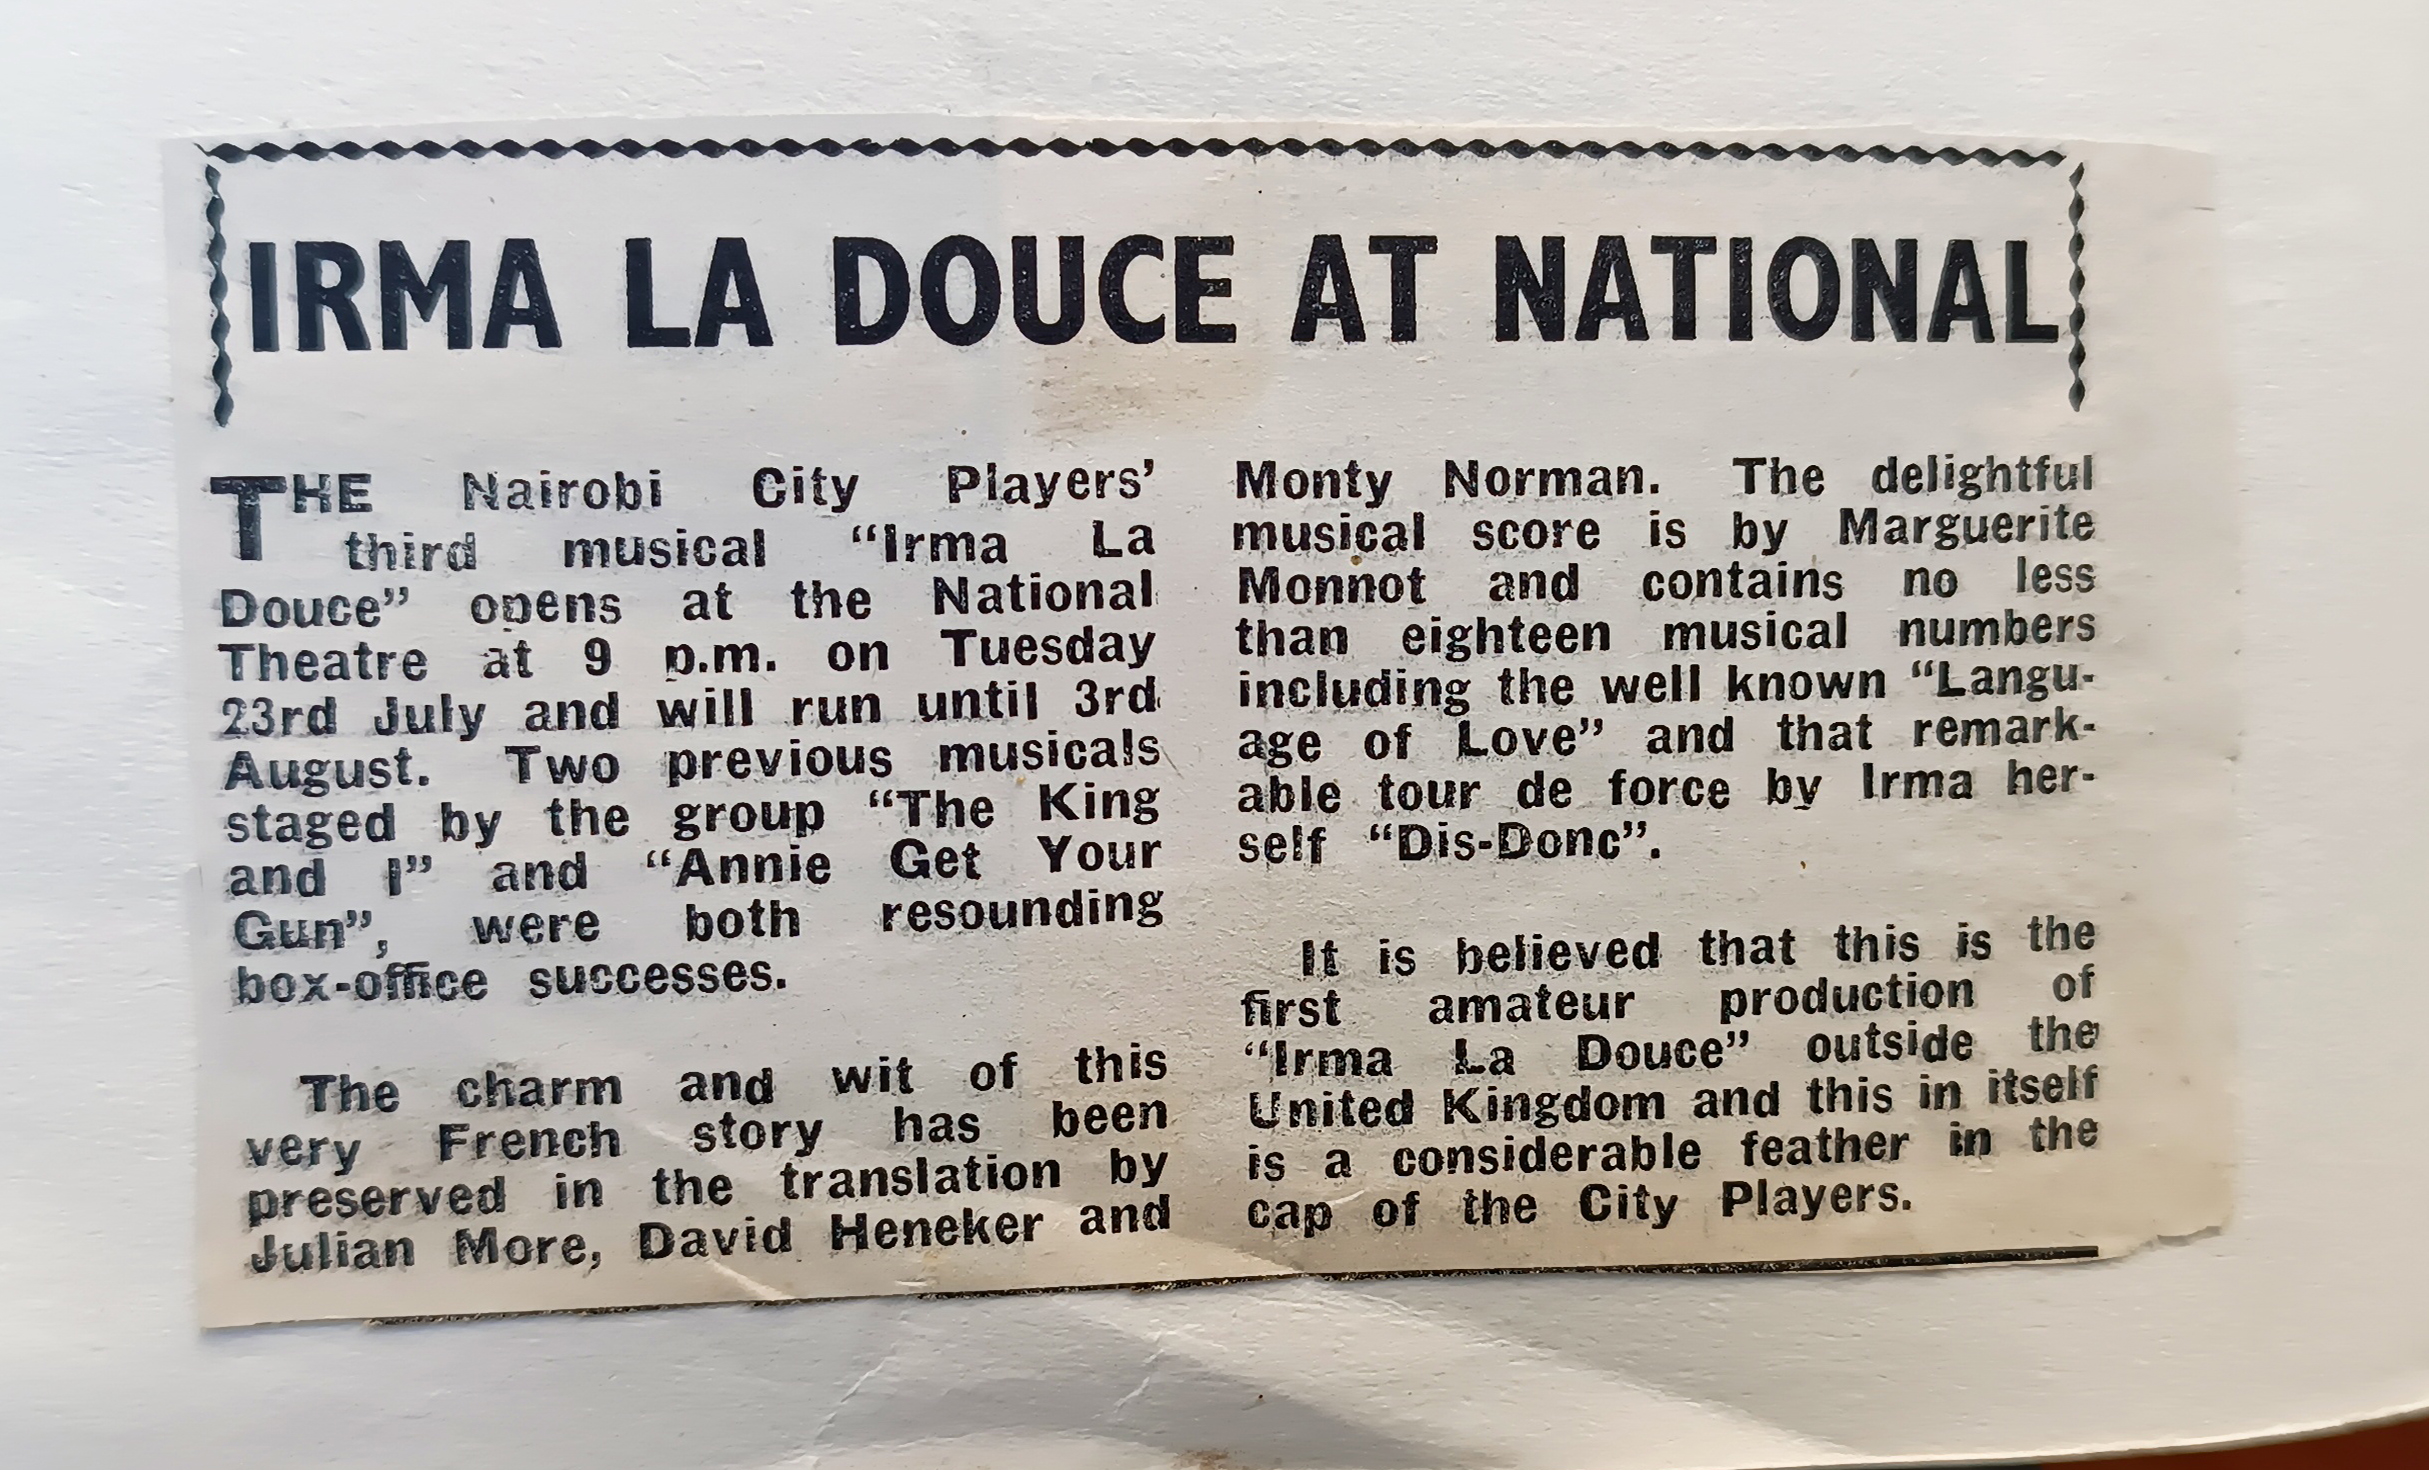 IRMA LA DOUCE AT NATIONAL
THE Nairobi City Players'
third musical "Irma La
Douce" opens at the National
Theatre at 9 p.m. on Tuesday
23rd July and will run until 3rd
August. Two previous musicals
staged by the group "The King
and I" and "Annie Get Your
Gun", were both resounding
box-office successes.
The charm and wit of this
very French story has been
preserved in the translation by
Julian More, David Heneker and
Monty Norman. The delightful
musical score is by Marguerite
Monnot and contains no less
than eighteen musical numbers
including the well known "Langu-
age of Love" and that remark-
able tour de force by Irma her-
self "Dis-Donc".
It is believed that this is the
first amateur production of
"Irma La Douce" outside the
United Kingdom and this in itself
is a considerable feather in the
cap of the City Players.